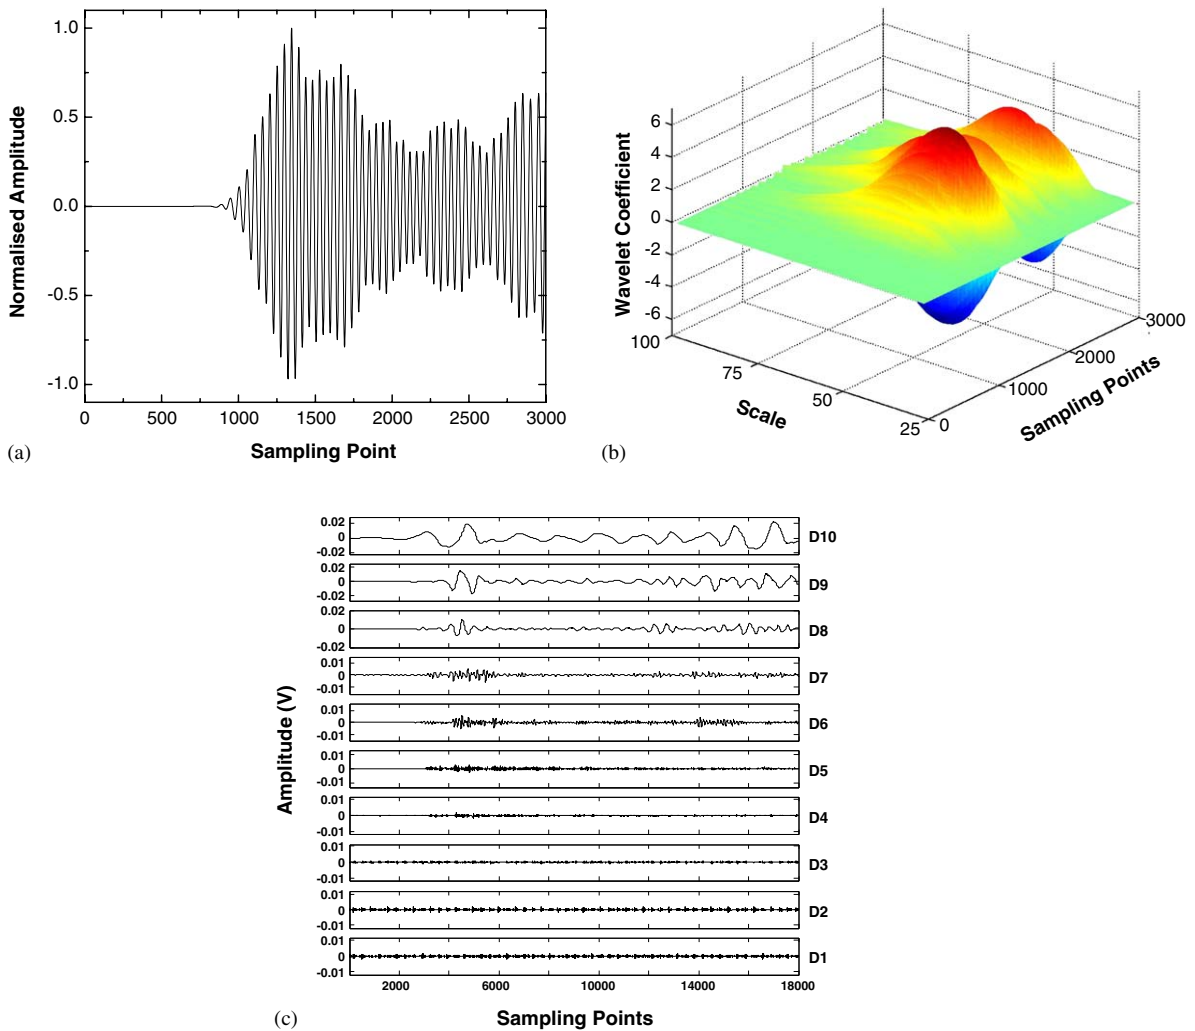 1.0
0.5
0.0
-0.5
-1.0
Normalised Amplitude
0 500 1000 1500 2000 2500 3000
Sampling Point
(a)
6
4
2
0
-2
-4
-6
Wavelet Coefficient
100
75
50
25
Scale
0
1000
2000
3000
Sampling Points
(b)
0.02
0
-0.02
D10
0.02
0
-0.02
D9
0.02
0
-0.02
D8
0.01
0
-0.01
D7
0.01
0
-0.01
D6
0.01
0
-0.01
D5
0.01
0
-0.01
D4
0.01
0
-0.01
D3
0.01
0
-0.01
D2
0.01
0
-0.01
D1
Amplitude (V)
2000 6000 10000 14000 18000
Sampling Points
(c)